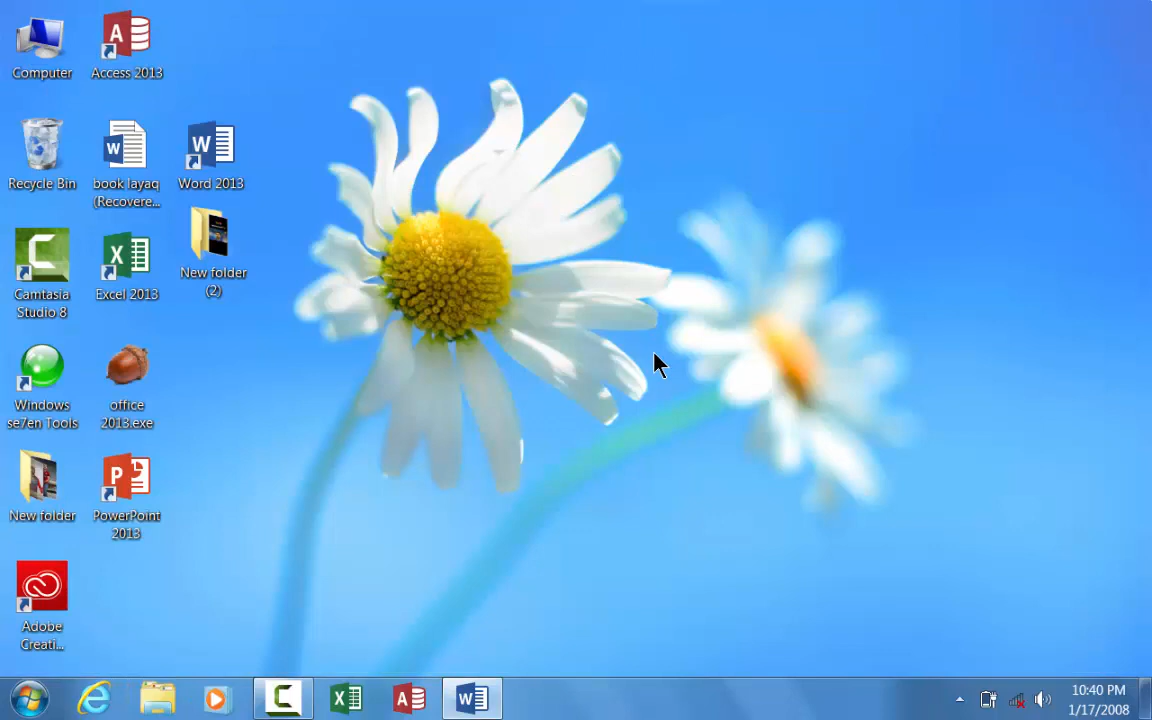 Computer
Access 2013
Recycle Bin
book layaq
(Recovere...
Word 2013
Camtasia
Studio 8
Excel 2013
New folder
(2)
Windows
se7en Tools
office
2013.exe
New folder
PowerPoint
2013
Adobe
Creati...
10:40 PM
1/17/2008